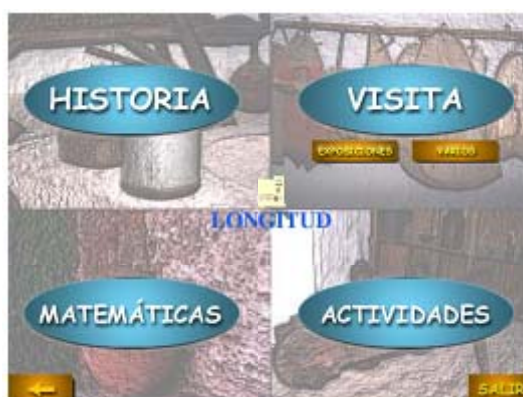 HISTORIA
VISITA
EXPOSICIONES
VARIOS
LONGITUD
MATEMÁTICAS
ACTIVIDADES
SALIR